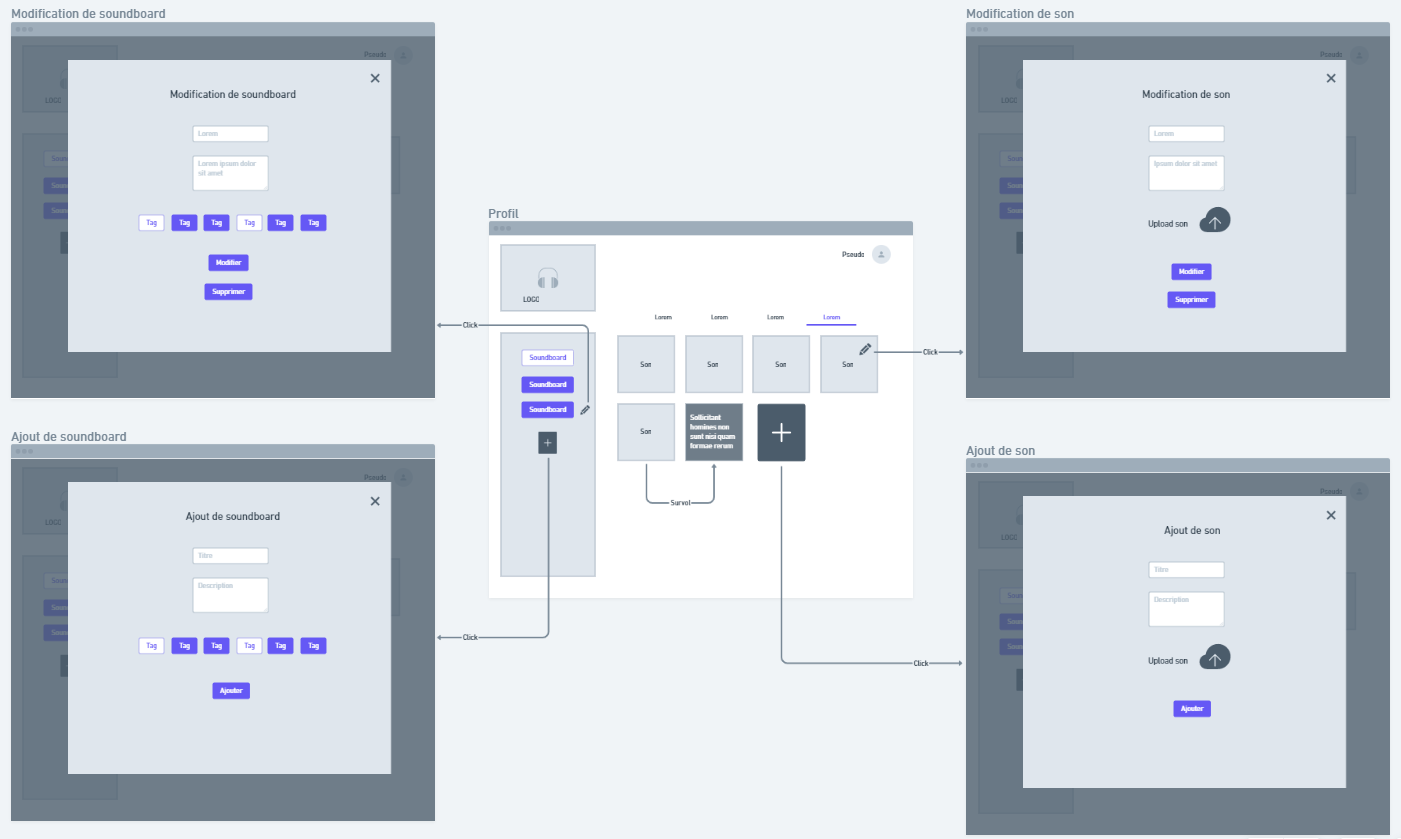 Modification de soundboard
Pseudo
LOGO
Modification de soundboard
Lorem
Lorem ipsum dolor
sit amet
Tag Tag Tag Tag Tag Tag
Modifier
Supprimer
Ajout de soundboard
Pseudo
LOGO
Ajout de soundboard
Titre
Description
Tag Tag Tag Tag Tag Tag
Ajouter
Profil
Pseudo
LOGO
Lorem Lorem Lorem Lorem
Soundboard
Soundboard
Soundboard
Son Son Son Son
Son
Sollicitant
homines non
sunt nisi quam
formae rerum
Survol
Click
Click
Click
Click
Modification de son
Pseudo
LOGO
Modification de son
Lorem
Ipsum dolor sit amet
Upload son
Modifier
Supprimer
Ajout de son
Pseudo
LOGO
Ajout de son
Titre
Description
Upload son
Ajouter